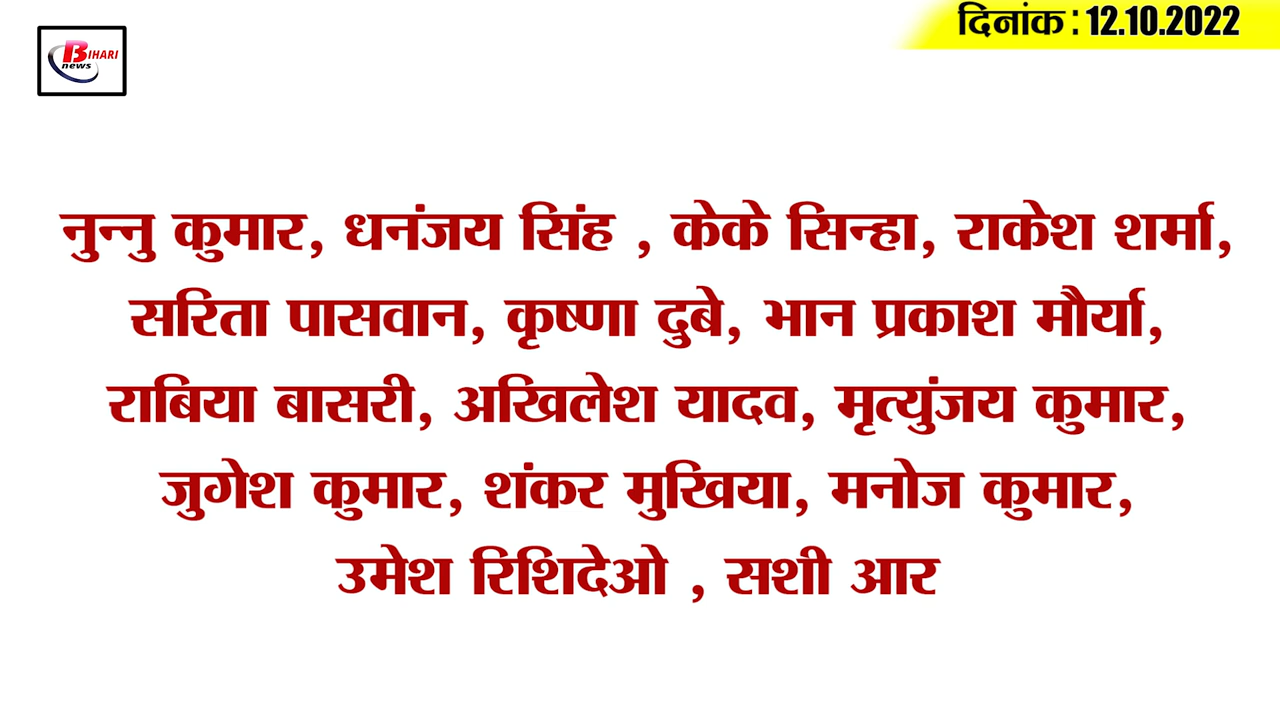 BIHARI
news
दिनांक : 12.10.2022
नुन्नु कुमार, धनंजय सिंह , केके सिन्हा, राकेश शर्मा,
सरिता पासवान, कृष्णा दुबे, भान प्रकाश मौर्या,
राबिया बासरी, अखिलेश यादव, मृत्युंजय कुमार,
जुगेश कुमार, शंकर मुखिया, मनोज कुमार,
उमेश रिशिदेओ , सशी आर